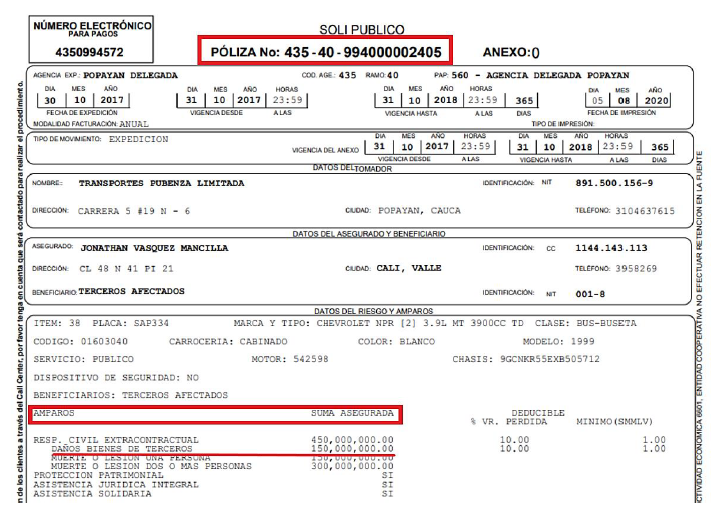 NÚMERO ELECTRÓNICO
PARA PAGOS
4350994572
SOLI PUBLICO
PÓLIZA No: 435 - 40 - 994000002405
ANEXO:0
AGENCIA EXP.: POPAYAN DELEGADA
COD. AGE.: 435 RAMO: 40 PAP: 560 - AGENCIA DELEGADA POPAYAN
DIA MES AÑO DIA MES AÑO HORAS DIA MES AÑO HORAS DIA MES AÑO
30 10 2017 31 10 2017 23:59 31 10 2018 23:59 365 05 08 2020
FECHA DE EXPEDICIÓN VIGENCIA DESDE A LAS VIGENCIA HASTA A LAS DIAS FECHA DE IMPRESIÓN
MODALIDAD FACTURACIÓN: ANUAL TIPO DE IMPRESIÓN:
TIPO DE MOVIMIENTO: EXPEDICION
DIA MES AÑO HORAS DIA MES AÑO HORAS
VIGENCIA DEL ANEXO 31 10 2017 23:59 31 10 2018 23:59 365
VIGENCIA DESDE A LAS VIGENCIA HASTA A LAS DIAS
DATOS DEL TOMADOR
NOMBRE: TRANSPORTES PUBENZA LIMITADA IDENTIFICACIÓN: NIT 891.500.156-9
DIRECCIÓN: CARRERA 5 #19 N - 6 CIUDAD: POPAYAN, CAUCA TELÉFONO: 3104637615
DATOS DEL ASEGURADO Y BENEFICIARIO
ASEGURADO: JONATHAN VASQUEZ MANCILLA IDENTIFICACIÓN: CC 1144.143.113
DIRECCIÓN: CL 48 N 41 PI 21 CIUDAD: CALI, VALLE TELÉFONO: 3958269
BENEFICIARIO: TERCEROS AFECTADOS IDENTIFICACIÓN: NIT 001-8
DATOS DEL RIESGO Y AMPAROS
ITEM: 38 PLACA: SAP334 MARCA Y TIPO: CHEVROLET NPR [2] 3.9L MT 3900CC TD CLASE: BUS-BUSETA
CODIGO: 01603040 CARROCERIA: CABINADO COLOR: BLANCO MODELO: 1999
SERVICIO: PUBLICO MOTOR: 542598 CHASIS: 9GCNKR55EXB505712
DISPOSITIVO DE SEGURIDAD: NO
BENEFICIARIOS: TERCEROS AFECTADOS
AMPAROS SUMA ASEGURADA DEDUCIBLE
% VR. PERDIDA MINIMO(SMMLV)
RESP. CIVIL EXTRACONTRACTUAL 450,000,000.00 10.00 1.00
DAÑOS BIENES DE TERCEROS 150,000,000.00 10.00 1.00
MUERTE O LESION UNA PERSONA 150,000,000.00
MUERTE O LESION DOS O MAS PERSONAS 300,000,000.00
PROTECCION PATRIMONIAL SI
ASISTENCIA JURIDICA INTEGRAL SI
ASISTENCIA SOLIDARIA SI
n de los clientes a través del Call Center, por favor tenga en cuenta que será contactado para realizar el procedimiento.
CTIVIDAD ECONOMICA 6601, ENTIDAD COOPERATIVA NO EFECTUAR RETENCION EN LA FUENTE